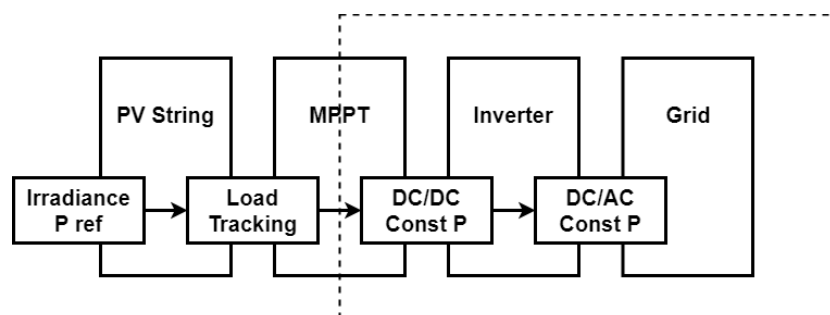 PV String
MPPT
Inverter
Grid
Irradiance
P ref
Load
Tracking
DC/DC
Const P
DC/AC
Const P